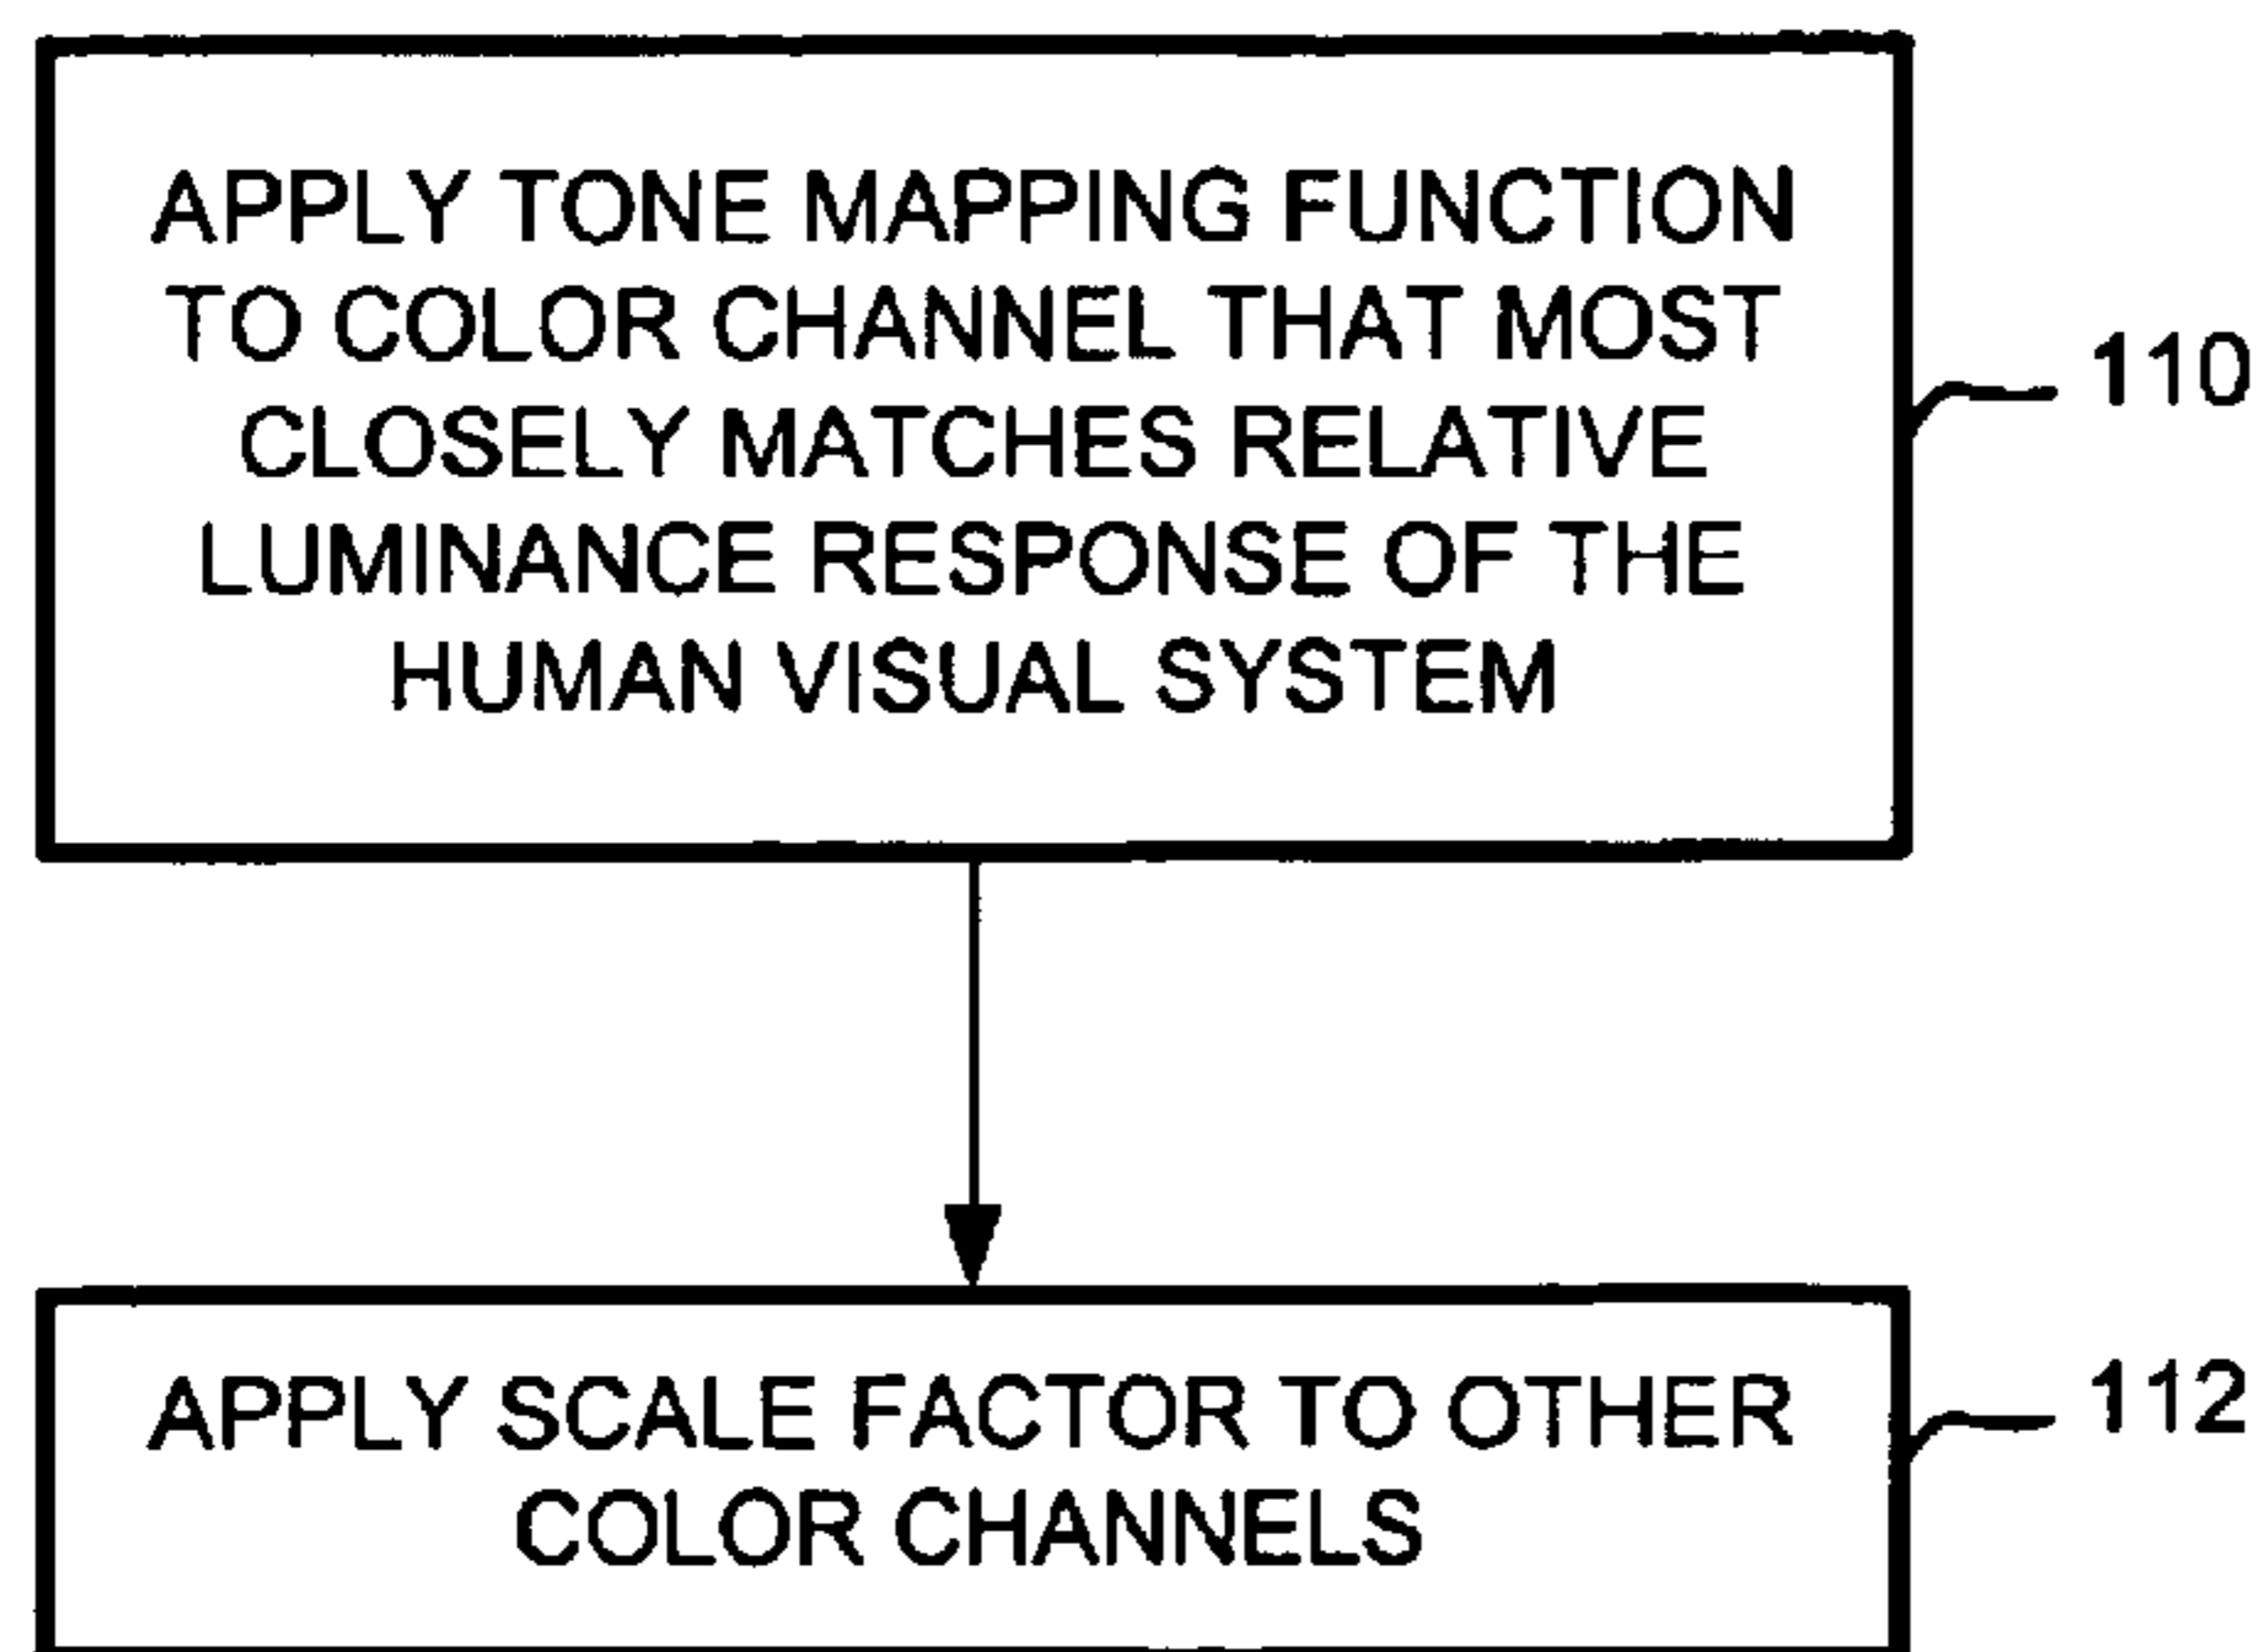 APPLY TONE MAPPING FUNCTION
TO COLOR CHANNEL THAT MOST
CLOSELY MATCHES RELATIVE
LUMINANCE RESPONSE OF THE
HUMAN VISUAL SYSTEM
110
APPLY SCALE FACTOR TO OTHER
COLOR CHANNELS
112